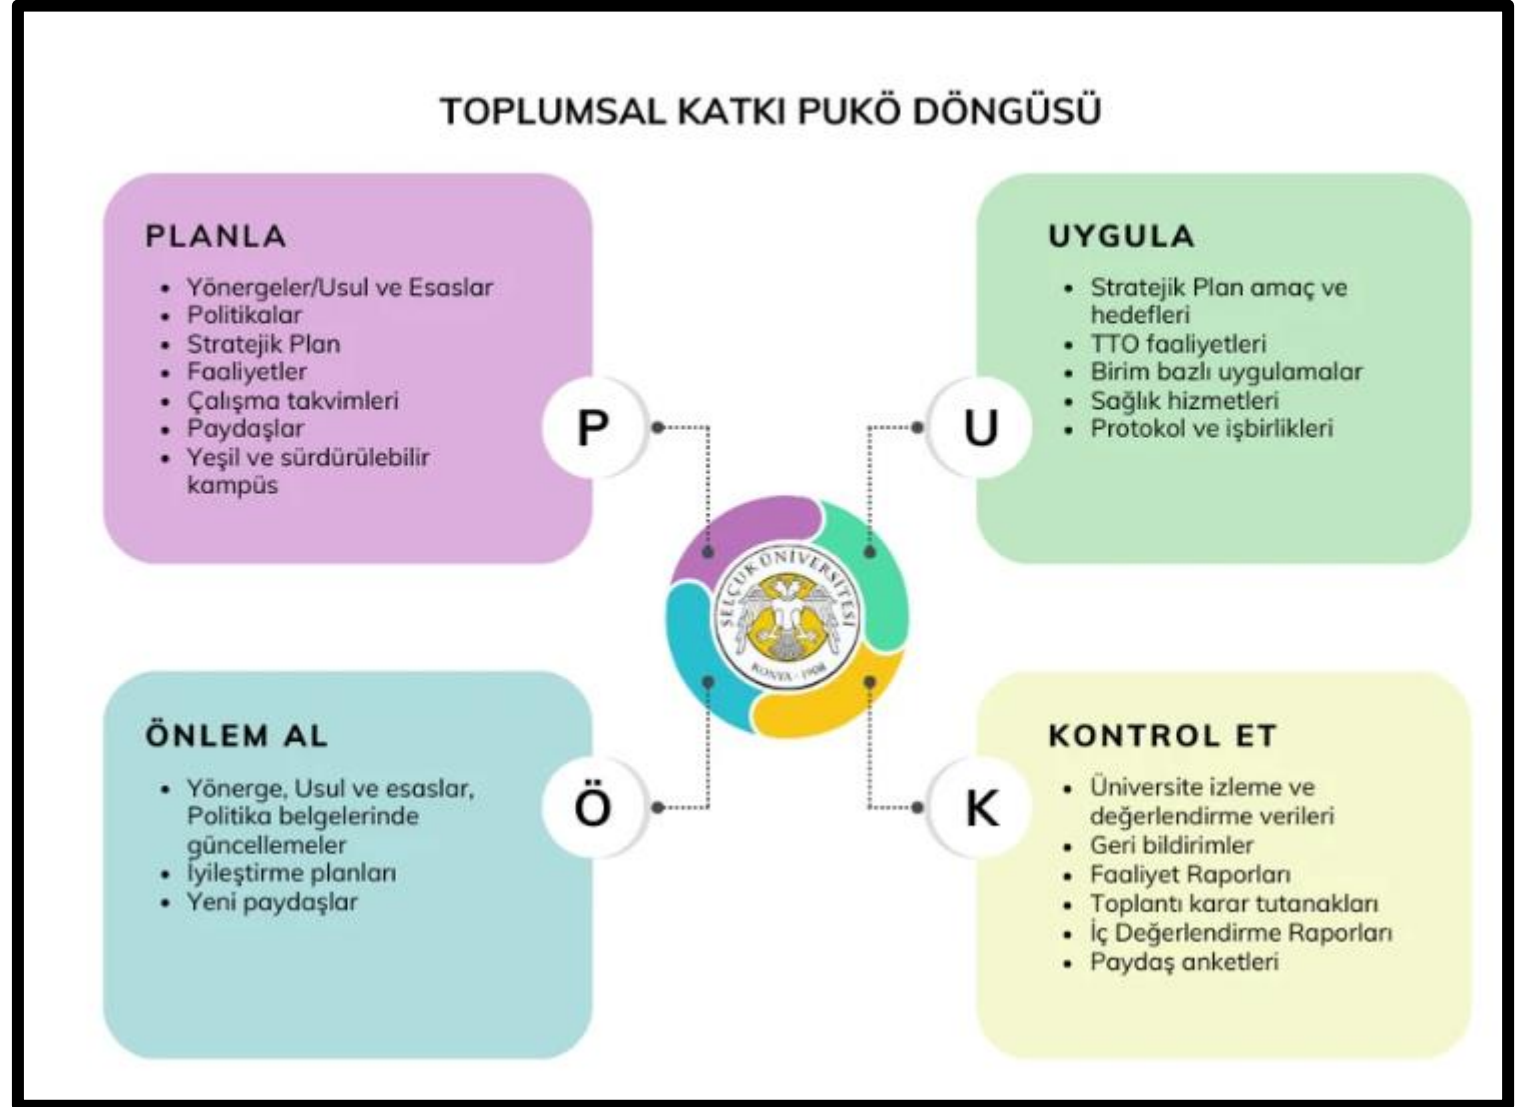 TOPLUMSAL KATKI PUKÖ DÖNGÜSÜ
PLANLA
• Yönergeler/Usul ve Esaslar
• Politikalar
• Stratejik Plan
• Faaliyetler
• Çalışma takvimleri
• Paydaşlar
• Yeşil ve sürdürülebilir
kampüs
P
UYGULA
• Stratejik Plan amaç ve
hedefleri
• TTO faaliyetleri
• Birim bazlı uygulamalar
• Sağlık hizmetleri
• Protokol ve işbirlikleri
U
SELÇUK ÜNİVERSİTESİ
KONYA - 1908
ÖNLEM AL
• Yönerge, Usul ve esaslar,
Politika belgelerinde
güncellemeler
• İyileştirme planları
• Yeni paydaşlar
Ö
KONTROL ET
• Üniversite izleme ve
değerlendirme verileri
• Geri bildirimler
• Faaliyet Raporları
• Toplantı karar tutanakları
• İç Değerlendirme Raporları
• Paydaş anketleri
K